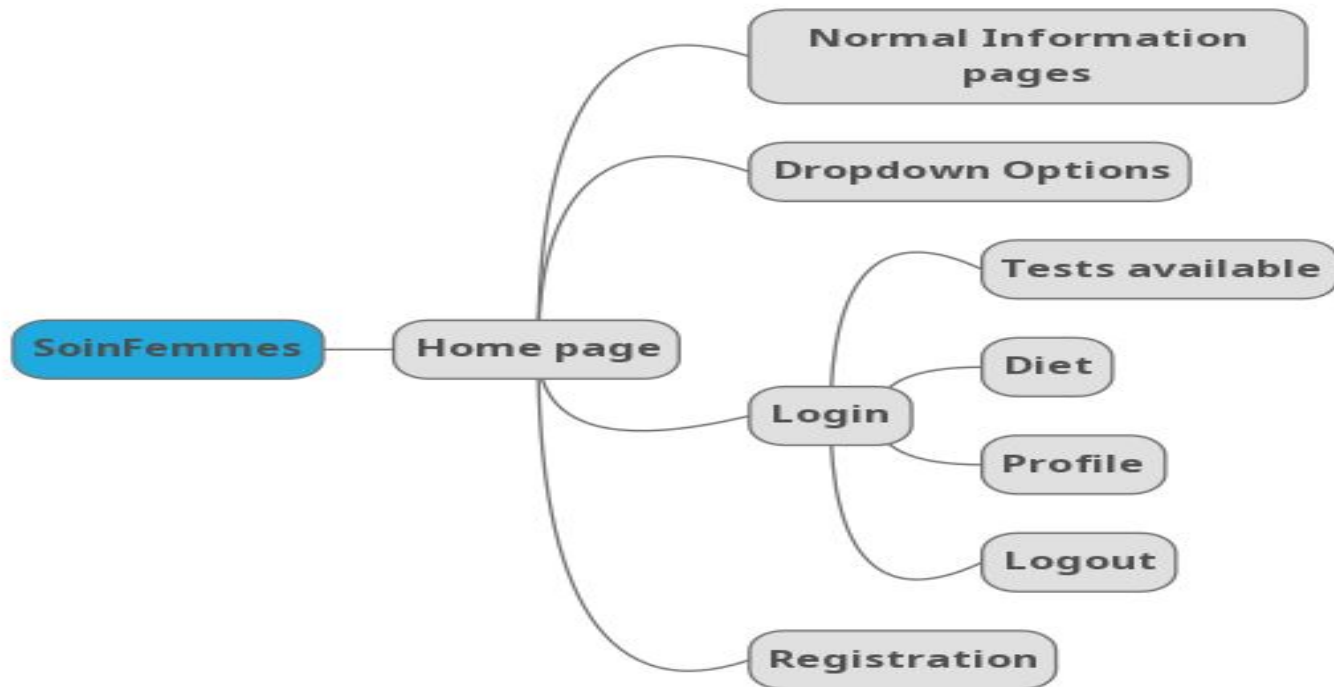 Normal Information
pages
Dropdown Options
Tests available
SoinFemmes
Home page
Diet
Login
Profile
Logout
Registration